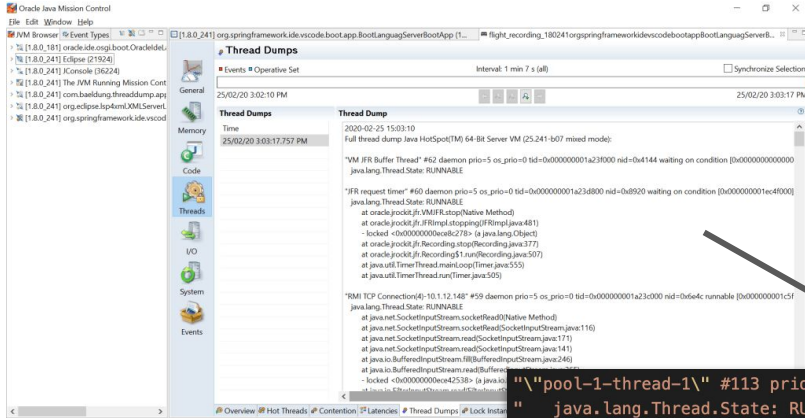 Oracle Java Mission Control
File Edit Window Help
JVM Browser Event Types
[1.8.0_241] org.springframework.ide.vscode.boot.app.BootLanguagServerBootApp (1...
flight_recording_180241orgspringframeworkidevscodebootappBootLanguagServerB...
[1.8.0_181] oracle.ide.osgi.boot.OracleIdeL
[1.8.0_241] Eclipse (21924)
[1.8.0_241] JConsole (36224)
[1.8.0_241] The JVM Running Mission Cont
[1.8.0_241] com.baeldung.threaddump.app
[1.8.0_241] org.eclipse.lsp4xml.XMLServerL
[1.8.0_241] org.springframework.ide.vscod
General
Memory
Code
Threads
I/O
System
Events
Thread Dumps
Events Operative Set
Interval: 1 min 7 s (all)
Synchronize Selection
25/02/20 3:02:10 PM
25/02/20 3:03:17 PM
Thread Dumps
Time
25/02/20 3:03:17.757 PM
Thread Dump
2020-02-25 15:03:10
Full thread dump Java HotSpot(TM) 64-Bit Server VM (25.241-b07 mixed mode):
"VM JFR Buffer Thread" #62 daemon prio=5 os_prio=0 tid=0x000000001a23f000 nid=0x4144 waiting on condition [0x0000000000000
java.lang.Thread.State: RUNNABLE
"JFR request timer" #60 daemon prio=5 os_prio=0 tid=0x000000001a23d800 nid=0x8920 waiting on condition [0x000000001ec4f000]
java.lang.Thread.State: RUNNABLE
at oracle.jrockit.jfr.VMJFR.stop(Native Method)
at oracle.jrockit.jfr.JFRImpl.stopping(JFRImpl.java:481)
- locked <0x00000000ece8c278> (a java.lang.Object)
at oracle.jrockit.jfr.Recording.stop(Recording.java:377)
at oracle.jrockit.jfr.Recording$1.run(Recording.java:507)
at java.util.TimerThread.mainLoop(Timer.java:555)
at java.util.TimerThread.run(Timer.java:505)
"RMI TCP Connection(4)-10.1.12.148" #59 daemon prio=5 os_prio=0 tid=0x000000001a23c000 nid=0x6e4c runnable [0x000000001c5f
java.lang.Thread.State: RUNNABLE
at java.net.SocketInputStream.socketRead0(Native Method)
at java.net.SocketInputStream.socketRead(SocketInputStream.java:116)
at java.net.SocketInputStream.read(SocketInputStream.java:171)
at java.net.SocketInputStream.read(SocketInputStream.java:141)
at java.io.BufferedInputStream.fill(BufferedInputStream.java:246)
at java.io.BufferedInputStream.read(Buffered
- locked <0x00000000ece42538> (a java.io.
"\"pool-1-thread-1\" #113 prio
" java.lang.Thread.State: RU
Overview Hot Threads Contention Latencies Thread Dumps Lock Instan